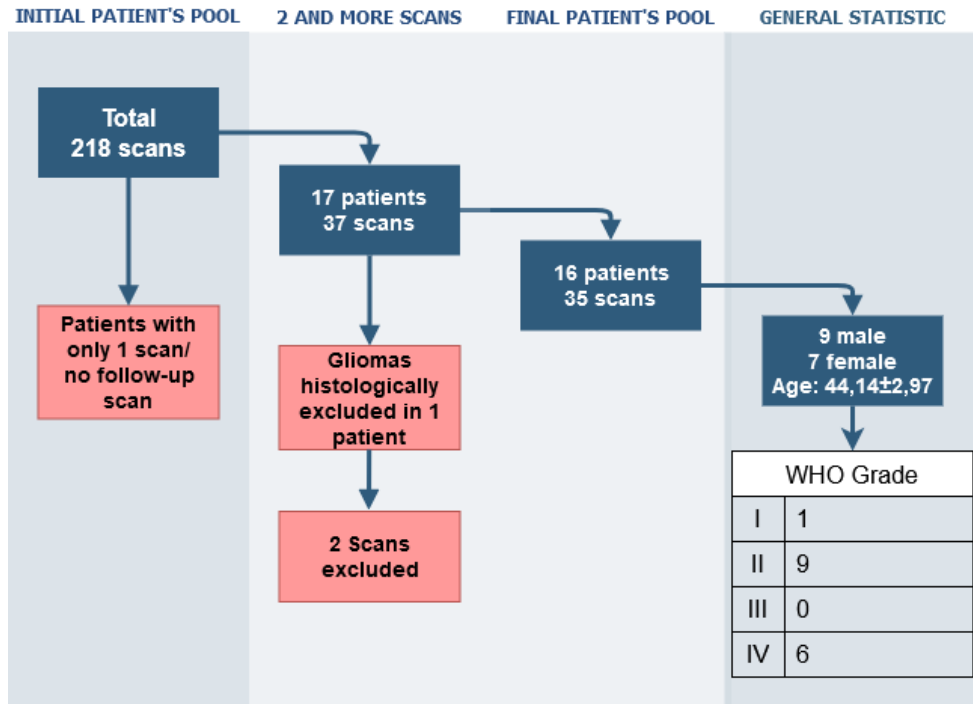 INITIAL PATIENT'S POOL
2 AND MORE SCANS
FINAL PATIENT'S POOL
GENERAL STATISTIC
Total
218 scans
Patients with
only 1 scan/
no follow-up
scan
17 patients
37 scans
Gliomas
histologically
excluded in 1
patient
2 Scans
excluded
16 patients
35 scans
9 male
7 female
Age: 44,14±2,97
WHO Grade
I 1
II 9
III 0
IV 6